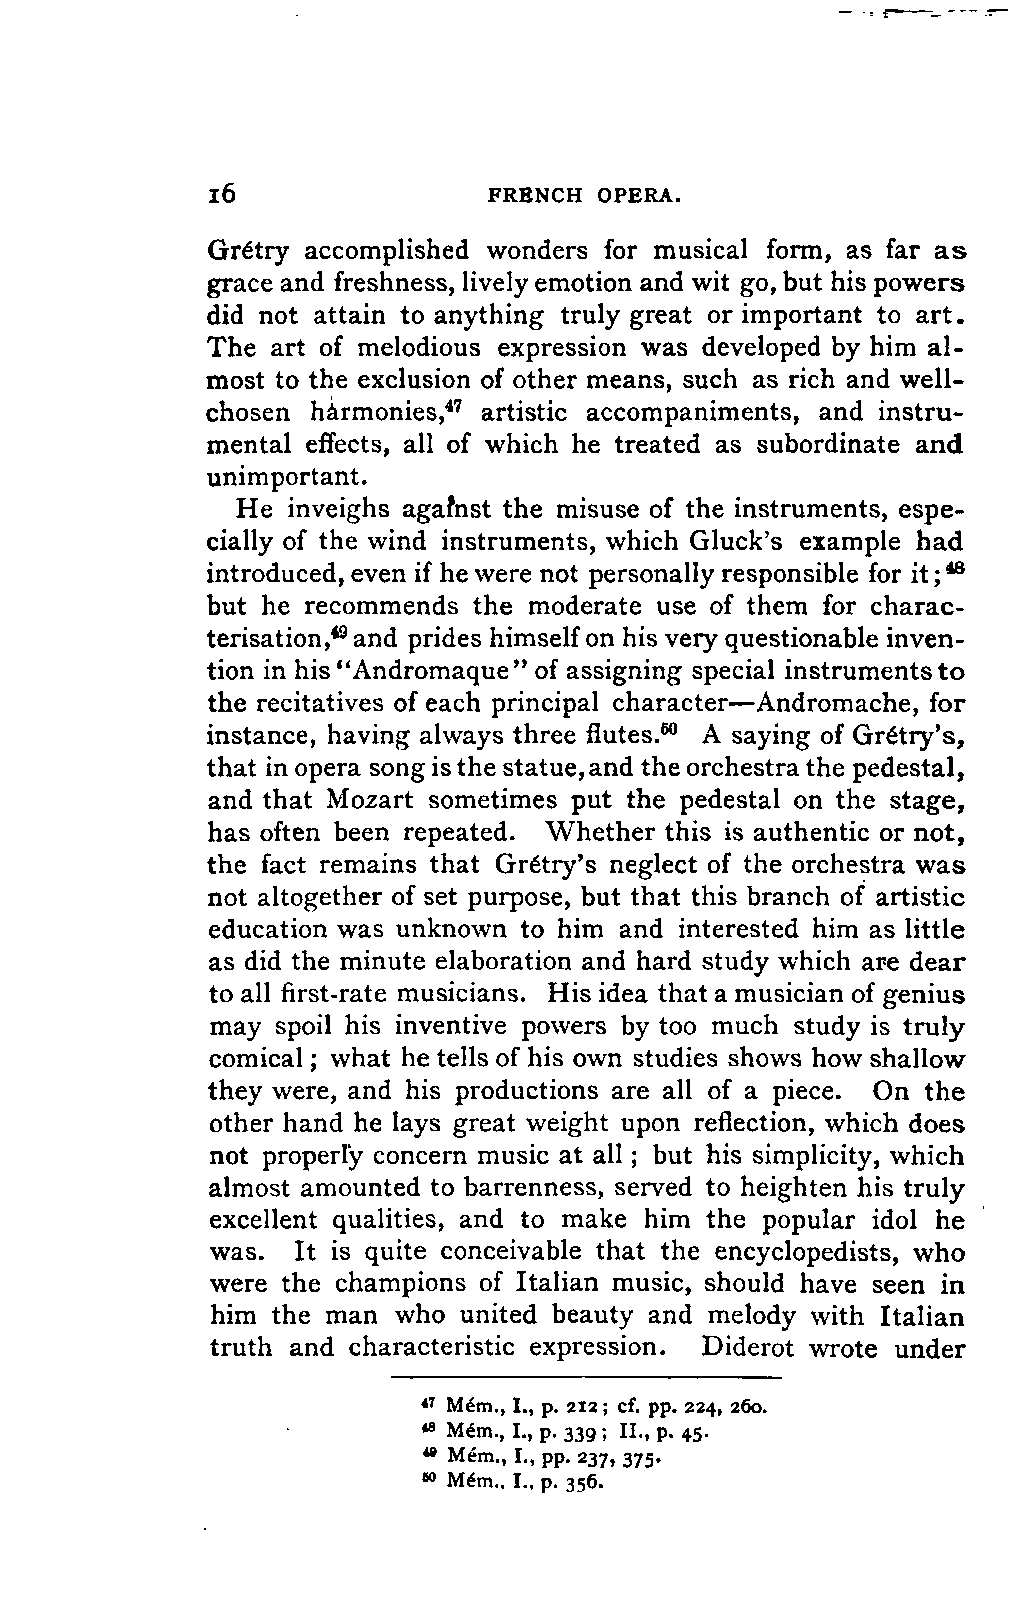 16 FRENCH OPERA.
Grétry accomplished wonders for musical form, as far as
grace and freshness, lively emotion and wit go, but his powers
did not attain to anything truly great or important to art.
The art of melodious expression was developed by him al-
most to the exclusion of other means, such as rich and well-
chosen harmonies,⁴⁷ artistic accompaniments, and instru-
mental effects, all of which he treated as subordinate and
unimportant.
He inveighs against the misuse of the instruments, espe-
cially of the wind instruments, which Gluck's example had
introduced, even if he were not personally responsible for it;⁴⁸
but he recommends the moderate use of them for charac-
terisation,⁴⁹ and prides himself on his very questionable inven-
tion in his "Andromaque" of assigning special instruments to
the recitatives of each principal character—Andromache, for
instance, having always three flutes.⁵⁰ A saying of Grétry's,
that in opera song is the statue, and the orchestra the pedestal,
and that Mozart sometimes put the pedestal on the stage,
has often been repeated. Whether this is authentic or not,
the fact remains that Grétry's neglect of the orchestra was
not altogether of set purpose, but that this branch of artistic
education was unknown to him and interested him as little
as did the minute elaboration and hard study which are dear
to all first-rate musicians. His idea that a musician of genius
may spoil his inventive powers by too much study is truly
comical; what he tells of his own studies shows how shallow
they were, and his productions are all of a piece. On the
other hand he lays great weight upon reflection, which does
not properly concern music at all; but his simplicity, which
almost amounted to barrenness, served to heighten his truly
excellent qualities, and to make him the popular idol he
was. It is quite conceivable that the encyclopedists, who
were the champions of Italian music, should have seen in
him the man who united beauty and melody with Italian
truth and characteristic expression. Diderot wrote under
⁴⁷ Mém., I., p. 212; cf. pp. 224, 260.
⁴⁸ Mém., I., p. 339; II., p. 45.
⁴⁹ Mém., I., pp. 237, 375.
⁵⁰ Mém., I., p. 356.